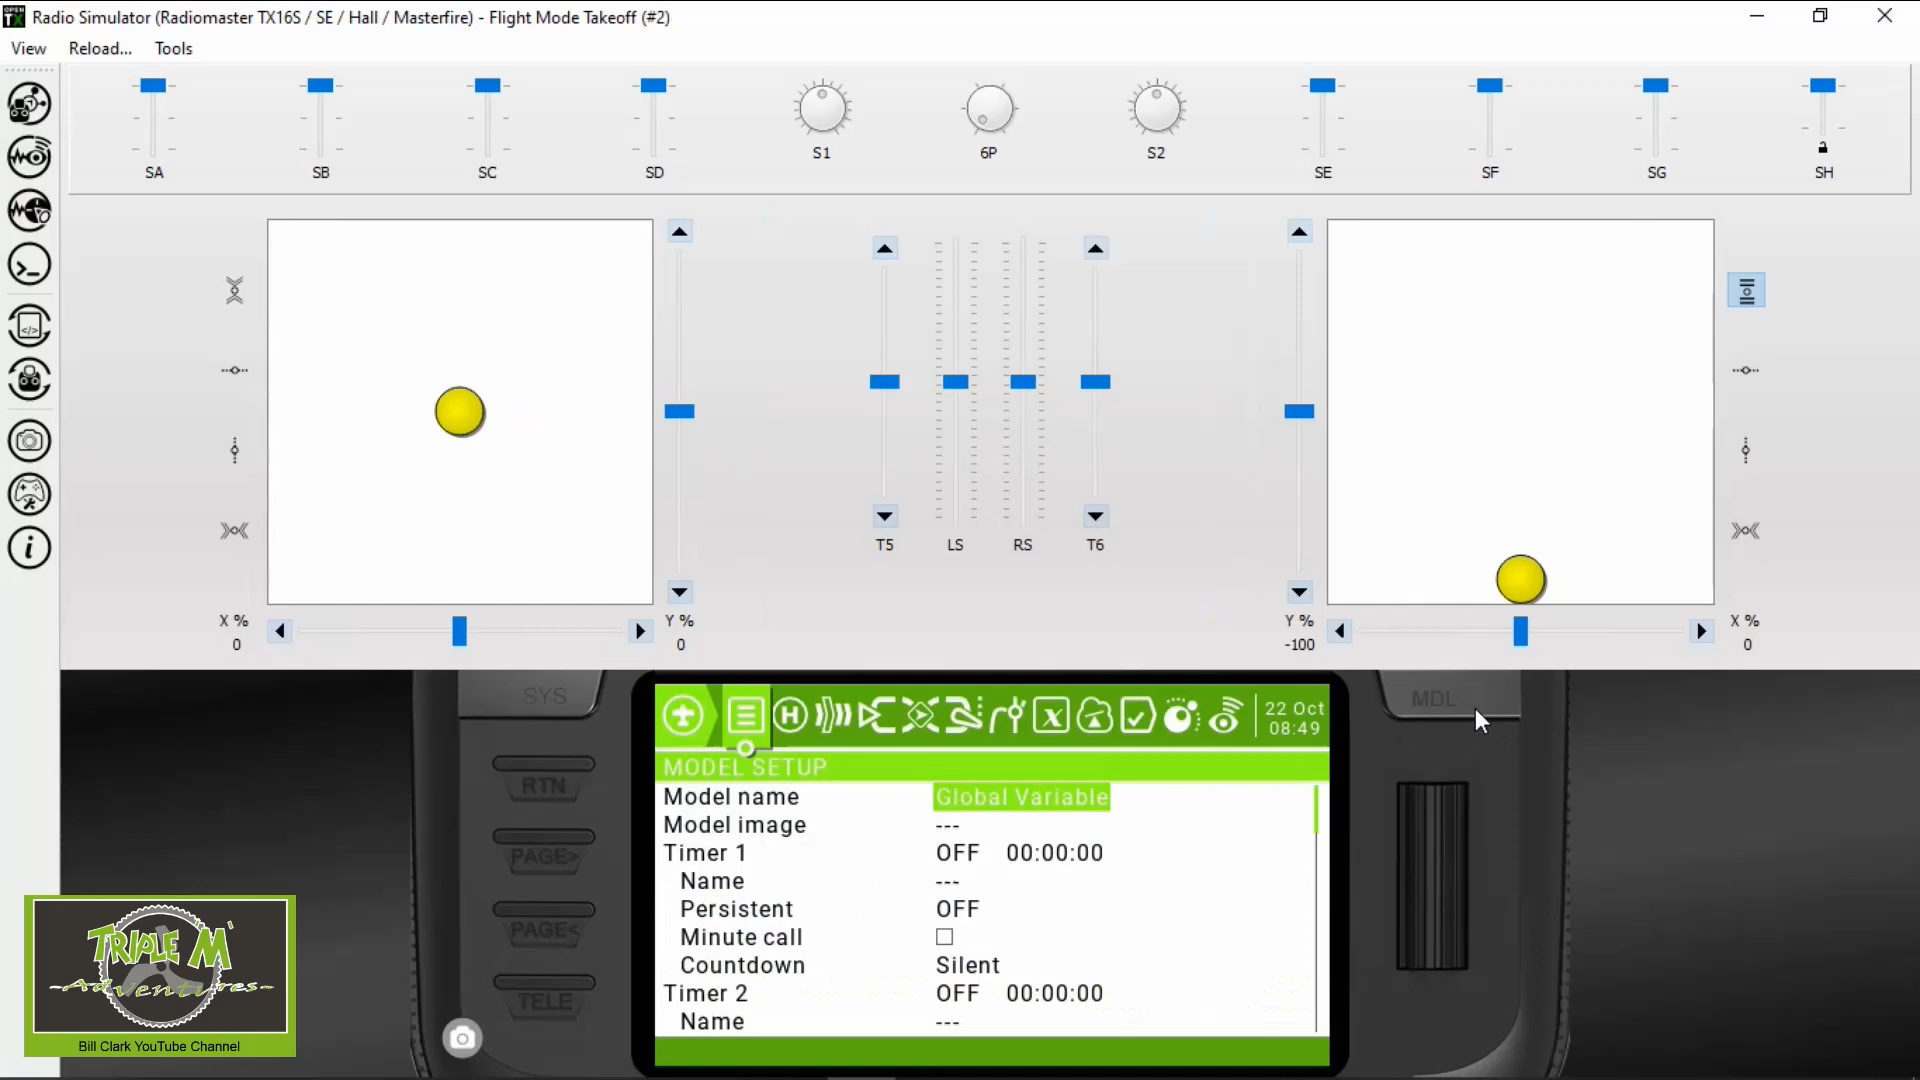 OPEN TX Radio Simulator (Radiomaster TX16S / SE / Hall / Masterfire) - Flight Mode Takeoff (#2)
View Reload... Tools
SA SB SC SD S1 6P S2 SE SF SG SH
T5 LS RS T6
X % Y % Y % X %
0 0 -100 0
SYS MDL
22 Oct
08:49
MODEL SETUP
Model name Global Variable
Model image ---
RTN
Timer 1 OFF 00:00:00
PAGE>
Name ---
Persistent OFF
PAGE<
Minute call
Countdown Silent
Timer 2 OFF 00:00:00
TELE
Name ---
TRIPLE M`
-Adventures-
Bill Clark YouTube Channel